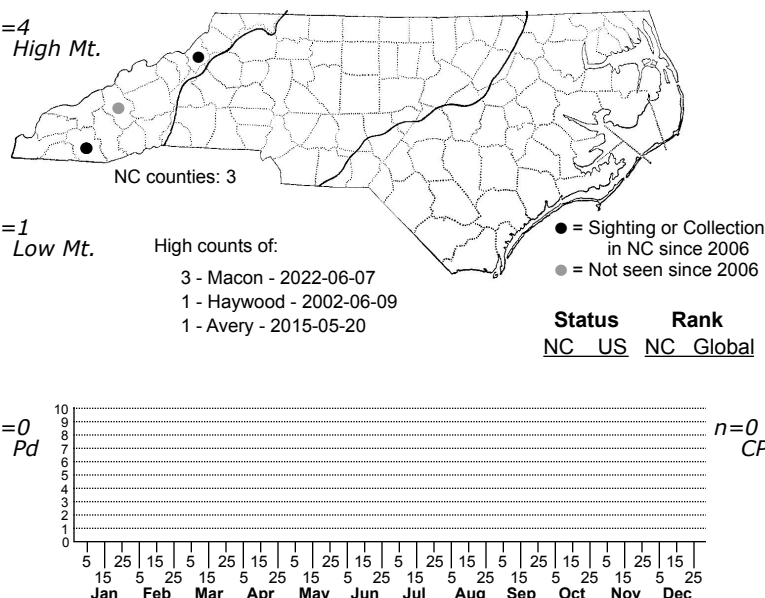 =4
High Mt.
NC counties: 3
=1
Low Mt.
High counts of:
3 - Macon - 2022-06-07
1 - Haywood - 2002-06-09
1 - Avery - 2015-05-20
= Sighting or Collection
in NC since 2006
= Not seen since 2006
Status Rank
NC US NC Global
=0
Pd
n=0
CP
10
9
8
7
6
5
4
3
2
1
0
5 25 15 5 25 15 5 25 15 5 25 15 5 25 15 5 25 15
15 5 25 15 5 25 15 5 25 15 5 25 15 5 25 15 5 25
Jan Feb Mar Apr May Jun Jul Aug Sep Oct Nov Dec